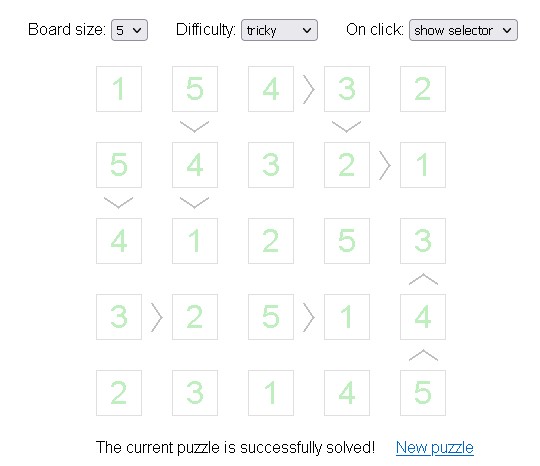 Board size: 5 Difficulty: tricky On click: show selector
1 5 4 > 3 2
5 4 3 2 > 1
4 1 2 5 3
3 > 2 5 > 1 4
2 3 1 4 5
The current puzzle is successfully solved! New puzzle